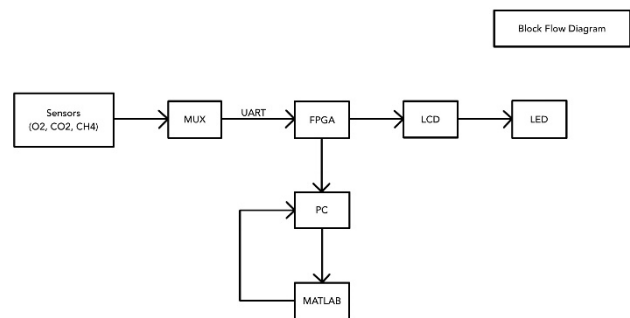 Block Flow Diagram
Sensors
(O2, CO2, CH4)
MUX
UART
FPGA
LCD
LED
PC
MATLAB